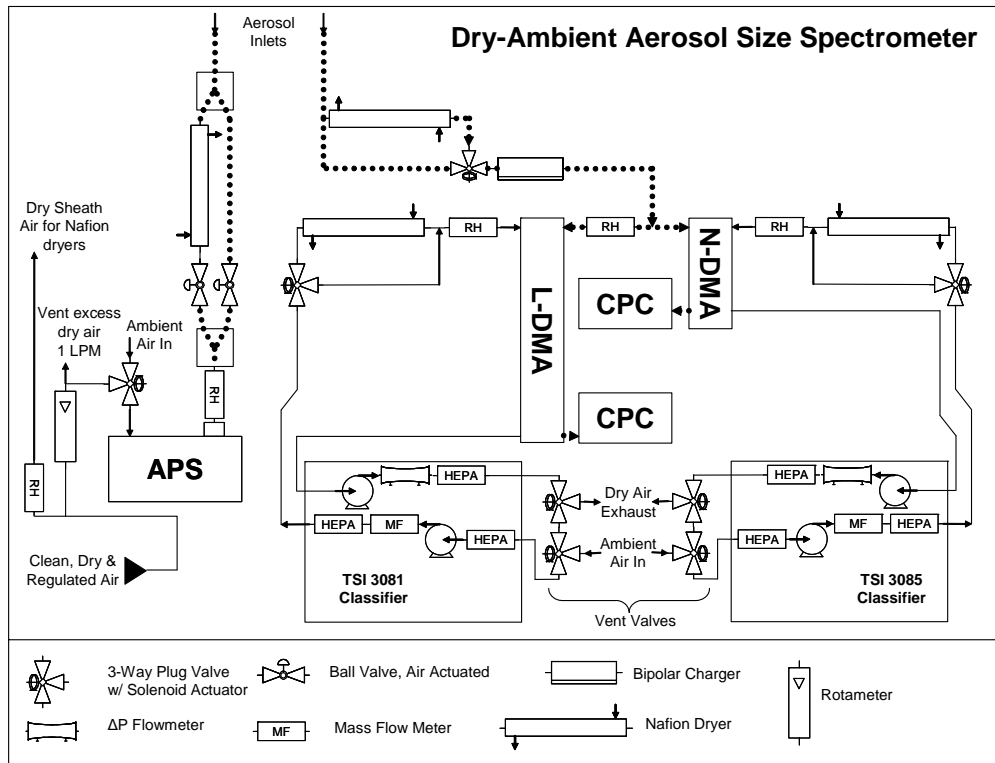 Aerosol
Inlets
Dry-Ambient Aerosol Size Spectrometer
Dry Sheath
Air for Nafion
dryers
RH
RH
RH
RH
L-DMA
N-DMA
CPC
CPC
Vent excess
dry air
1 LPM
Ambient
Air In
RH
RH
APS
Clean, Dry &
Regulated Air
HEPA
HEPA
MF
HEPA
TSI 3081
Classifier
Dry Air
Exhaust
Ambient
Air In
Vent Valves
HEPA
HEPA
MF
HEPA
TSI 3085
Classifier
3-Way Plug Valve
w/ Solenoid Actuator
Ball Valve, Air Actuated
Bipolar Charger
Rotameter
ΔP Flowmeter
MF
Mass Flow Meter
Nafion Dryer